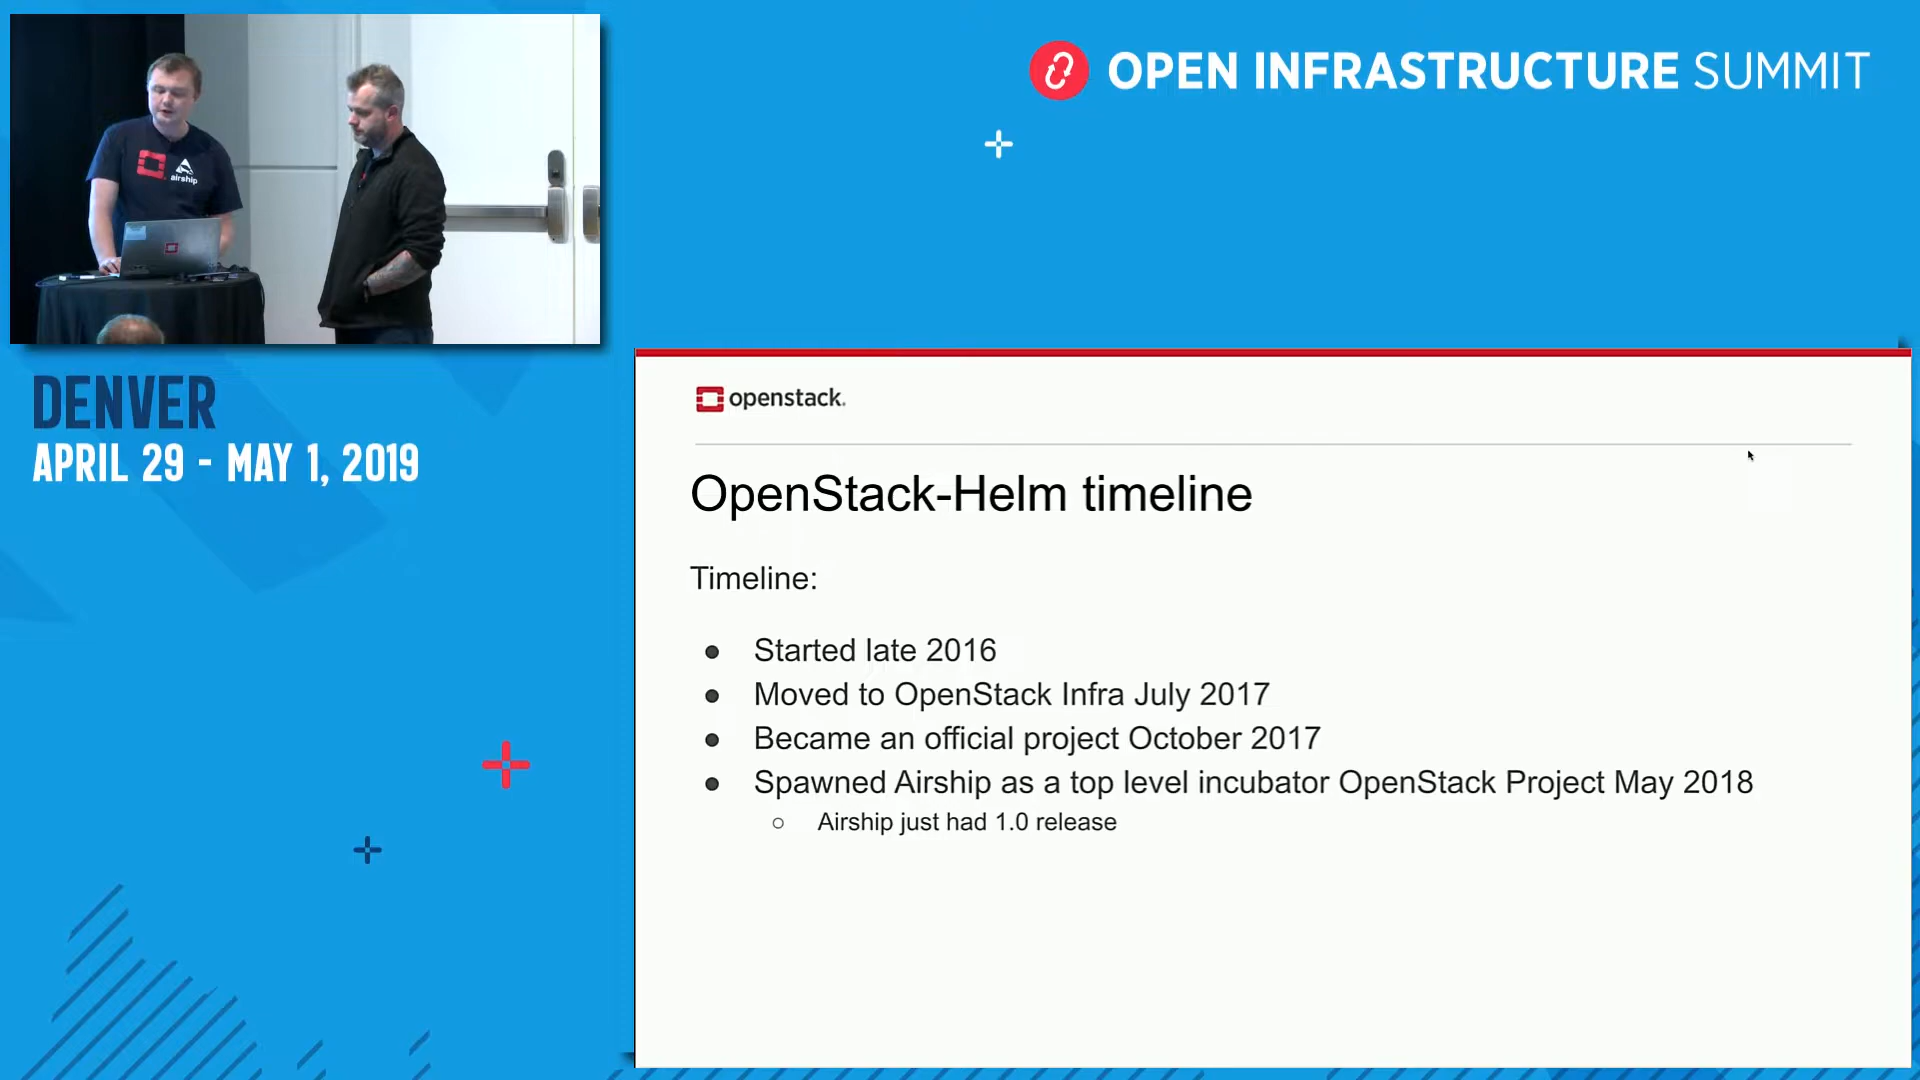 airship
OPEN INFRASTRUCTURE SUMMIT
DENVER
APRIL 29 - MAY 1, 2019
openstack.
OpenStack-Helm timeline
Timeline:
● Started late 2016
● Moved to OpenStack Infra July 2017
● Became an official project October 2017
● Spawned Airship as a top level incubator OpenStack Project May 2018
○ Airship just had 1.0 release